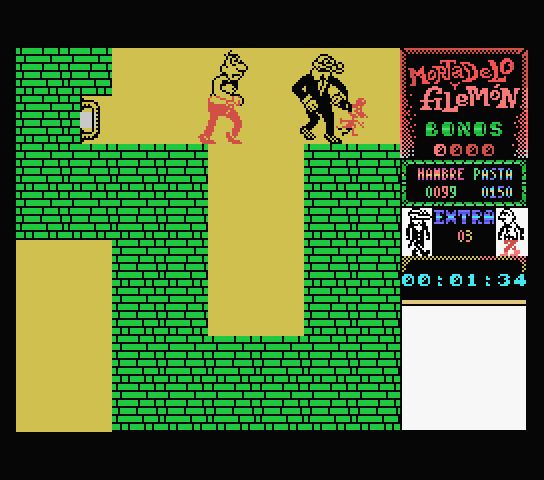 MORTADELO
Y
FILEMÓN
BONOS
0000
HAMBRE PASTA
0099 0150
EXTRA
03
00:01:34